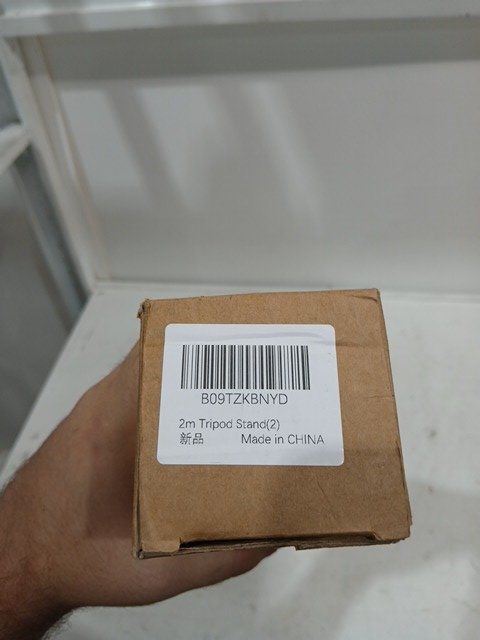 B09TZKBNYD
2m Tripod Stand(2)
新品 Made in CHINA